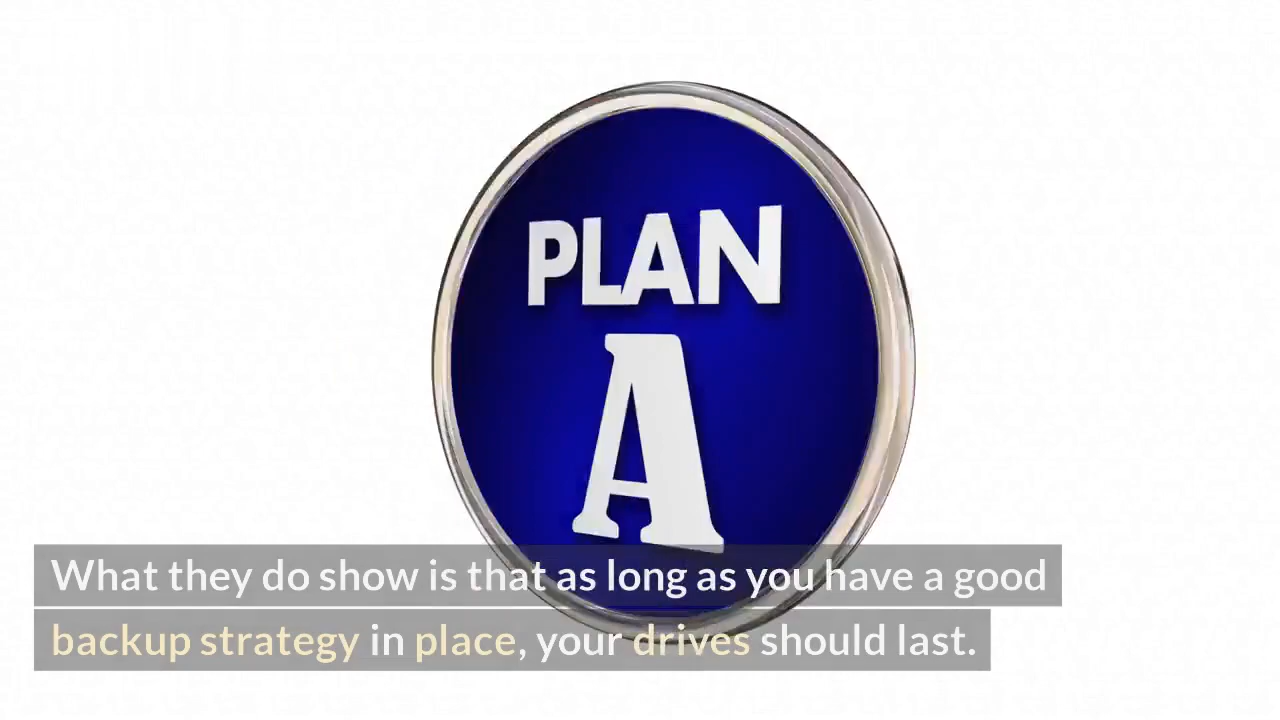 PLAN
A
What they do show is that as long as you have a good
backup strategy in place, your drives should last.